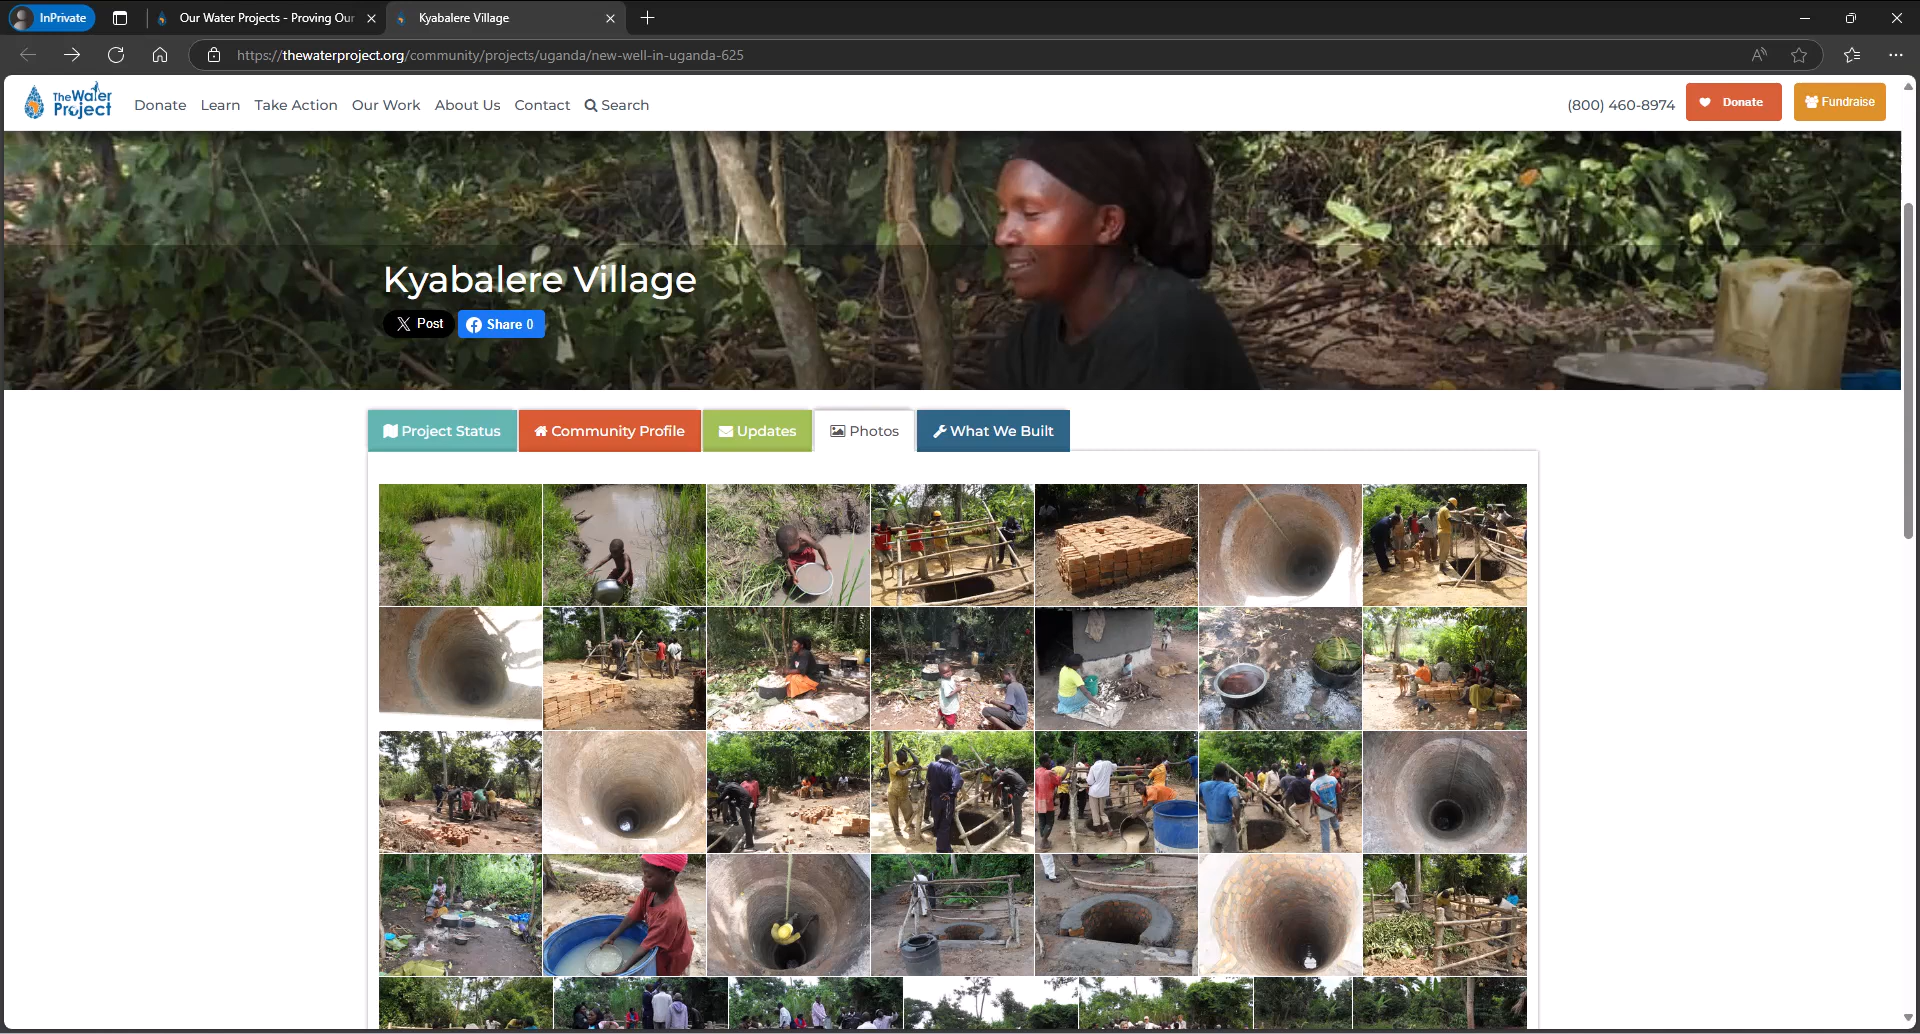 InPrivate
Our Water Projects - Proving Our
Kyabalere Village
https://thewaterproject.org/community/projects/uganda/new-well-in-uganda-625
The Water Project
Donate Learn Take Action Our Work About Us Contact Search
(800) 460-8974 Donate Fundraise
Kyabalere Village
Post Share 0
Project Status Community Profile Updates Photos What We Built